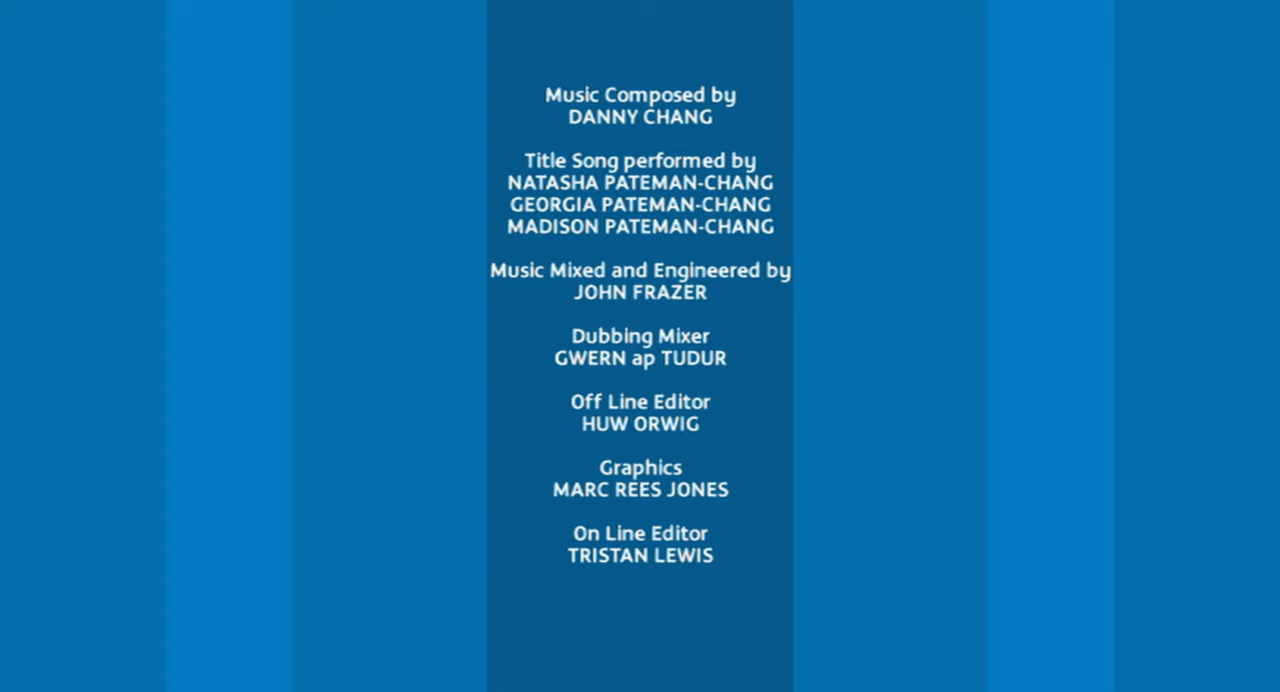 Music Composed by
DANNY CHANG
Title Song performed by
NATASHA PATEMAN-CHANG
GEORGIA PATEMAN-CHANG
MADISON PATEMAN-CHANG
Music Mixed and Engineered by
JOHN FRAZER
Dubbing Mixer
GWERN ap TUDUR
Off Line Editor
HUW ORWIG
Graphics
MARC REES JONES
On Line Editor
TRISTAN LEWIS